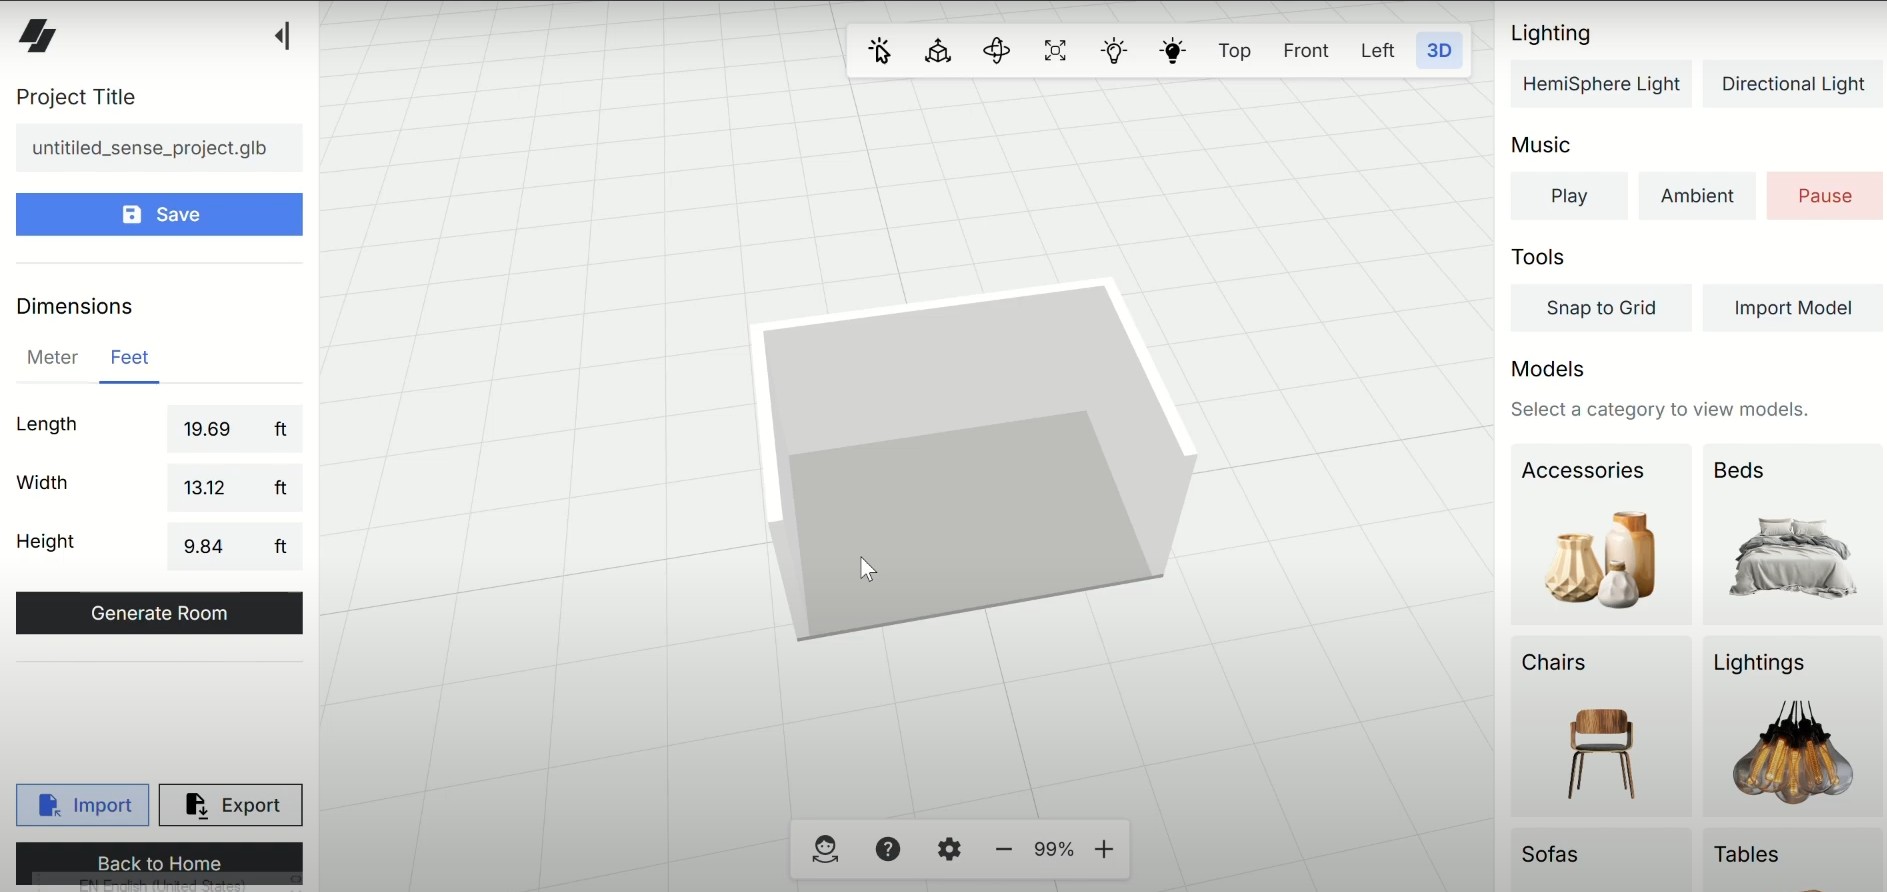 Project Title
untitiled_sense_project.glb
Save
Dimensions
Meter Feet
Length 19.69 ft
Width 13.12 ft
Height 9.84 ft
Generate Room
Import Export
Back to Home
EN English (United States)
Top Front Left 3D
? 99%
Lighting
HemiSphere Light Directional Light
Music
Play Ambient Pause
Tools
Snap to Grid Import Model
Models
Select a category to view models.
Accessories Beds
Chairs Lightings
Sofas Tables